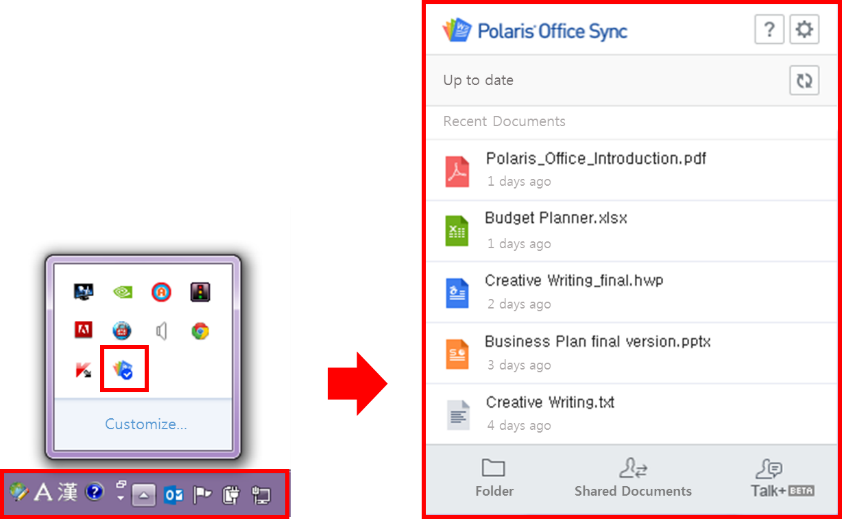 Customize...
A 漢
Polaris Office Sync
Up to date
Recent Documents
Polaris_Office_Introduction.pdf
1 days ago
Budget Planner.xlsx
1 days ago
Creative Writing_final.hwp
2 days ago
Business Plan final version.pptx
3 days ago
Creative Writing.txt
4 days ago
Folder
Shared Documents
Talk+ BETA